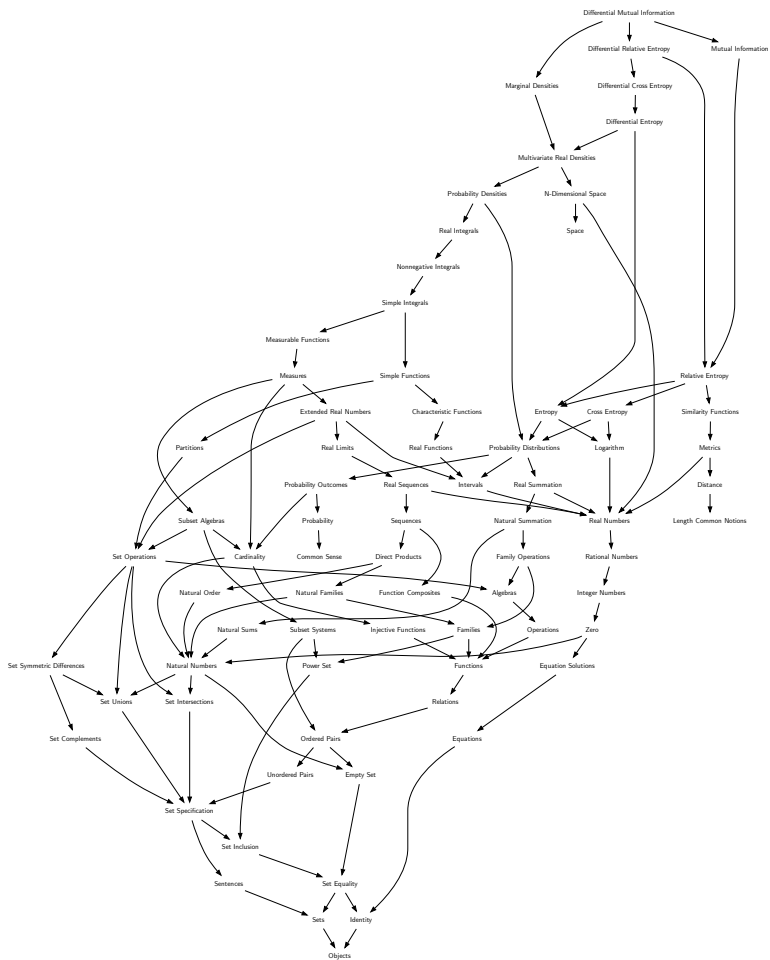 Differential Mutual Information
Differential Relative Entropy
Mutual Information
Marginal Densities
Differential Cross Entropy
Differential Entropy
Multivariate Real Densities
Probability Densities
N-Dimensional Space
Real Integrals
Space
Nonnegative Integrals
Simple Integrals
Measurable Functions
Measures
Simple Functions
Relative Entropy
Extended Real Numbers
Characteristic Functions
Entropy
Cross Entropy
Similarity Functions
Partitions
Real Limits
Real Functions
Probability Distributions
Logarithm
Metrics
Probability Outcomes
Real Sequences
Intervals
Real Summation
Distance
Subset Algebras
Probability
Sequences
Natural Summation
Real Numbers
Length Common Notions
Set Operations
Cardinality
Common Sense
Direct Products
Family Operations
Rational Numbers
Natural Order
Natural Families
Function Composites
Algebras
Integer Numbers
Natural Sums
Subset Systems
Injective Functions
Families
Operations
Zero
Set Symmetric Differences
Natural Numbers
Power Set
Functions
Equation Solutions
Set Unions
Set Intersections
Relations
Set Complements
Ordered Pairs
Equations
Unordered Pairs
Empty Set
Set Specification
Set Inclusion
Sentences
Set Equality
Sets
Identity
Objects